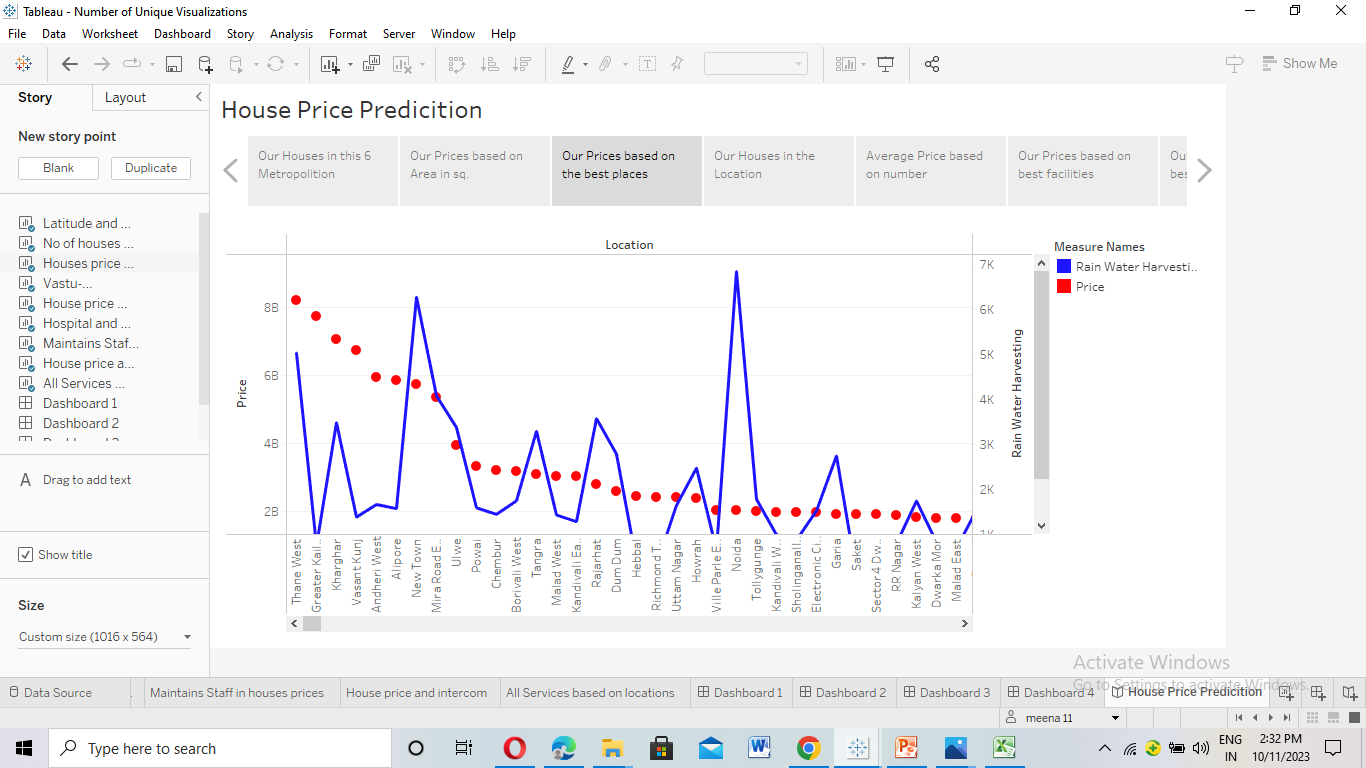 Tableau - Number of Unique Visualizations
File Data Worksheet Dashboard Story Analysis Format Server Window Help
Show Me
Story Layout
New story point
Blank Duplicate
Latitude and ...
No of houses ...
Houses price ...
Vastu-...
House price ...
Hospital and ...
Maintains Staf...
House price a...
All Services ...
Dashboard 1
Dashboard 2
Drag to add text
Show title
Size
Custom size (1016 x 564)
House Price Predicition
Our Houses in this 6
Metropolition
Our Prices based on
Area in sq.
Our Prices based on
the best places
Our Houses in the
Location
Average Price based
on number
Our Prices based on
best facilities
Ou
bes
Location
Price
8B
6B
4B
2B
7K
6K
5K
4K
3K
2K
1K
Rain Water Harvesting
Thane West
Greater Kail..
Kharghar
Vasant Kunj
Andheri West
Alipore
New Town
Mira Road E..
Ulwe
Powai
Chembur
Borivali West
Tangra
Malad West
Kandivali Ea..
Rajarhat
Dum Dum
Hebbal
Richmond T..
Uttam Nagar
Howrah
Ville Parle E..
Noida
Tollygunge
Kandivali W..
Sholinganall..
Electronic Ci..
Garia
Saket
Sector 4 Dw..
RR Nagar
Kalyan West
Dwarka Mor
Malad East
Measure Names
Rain Water Harvesti..
Price
Activate Windows
Go to Settings to activate Windows.
Data Source Maintains Staff in houses prices House price and intercom All Services based on locations Dashboard 1 Dashboard 2 Dashboard 3 Dashboard 4 House Price Predicition
meena 11
Type here to search
ENG
IN
2:32 PM
10/11/2023